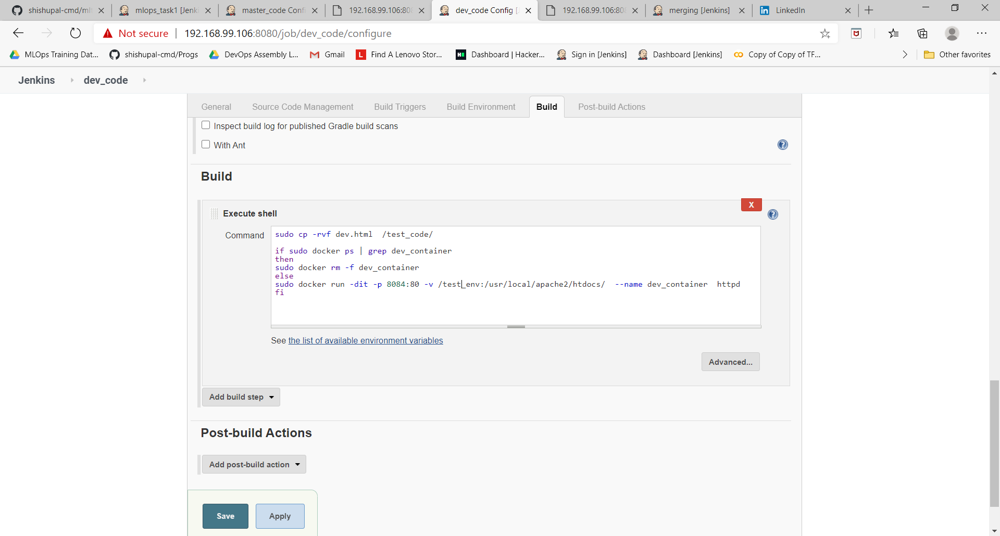 shishupal-cmd/ml
mlops_task1 [Jenk
master_code Confi
192.168.99.106:80
dev_code Config [
192.168.99.106:80
merging [Jenkins]
LinkedIn
Not secure | 192.168.99.106:8080/job/dev_code/configure
MLOps Training Dat... shishupal-cmd/Progs DevOps Assembly L... Gmail Find A Lenovo Stor... Dashboard | Hacker... Sign in [Jenkins] Dashboard [Jenkins] Copy of Copy of TF... Other favorites
Jenkins dev_code
General Source Code Management Build Triggers Build Environment Build Post-build Actions
Inspect build log for published Gradle build scans
With Ant
Build
X
Execute shell
Command
sudo cp -rvf dev.html  /test_code/
if sudo docker ps | grep dev_container
then
sudo docker rm -f dev_container
else
sudo docker run -dit -p 8084:80 -v /test_env:/usr/local/apache2/htdocs/  --name dev_container  httpd
fi
See the list of available environment variables
Advanced...
Add build step
Post-build Actions
Add post-build action
Save Apply